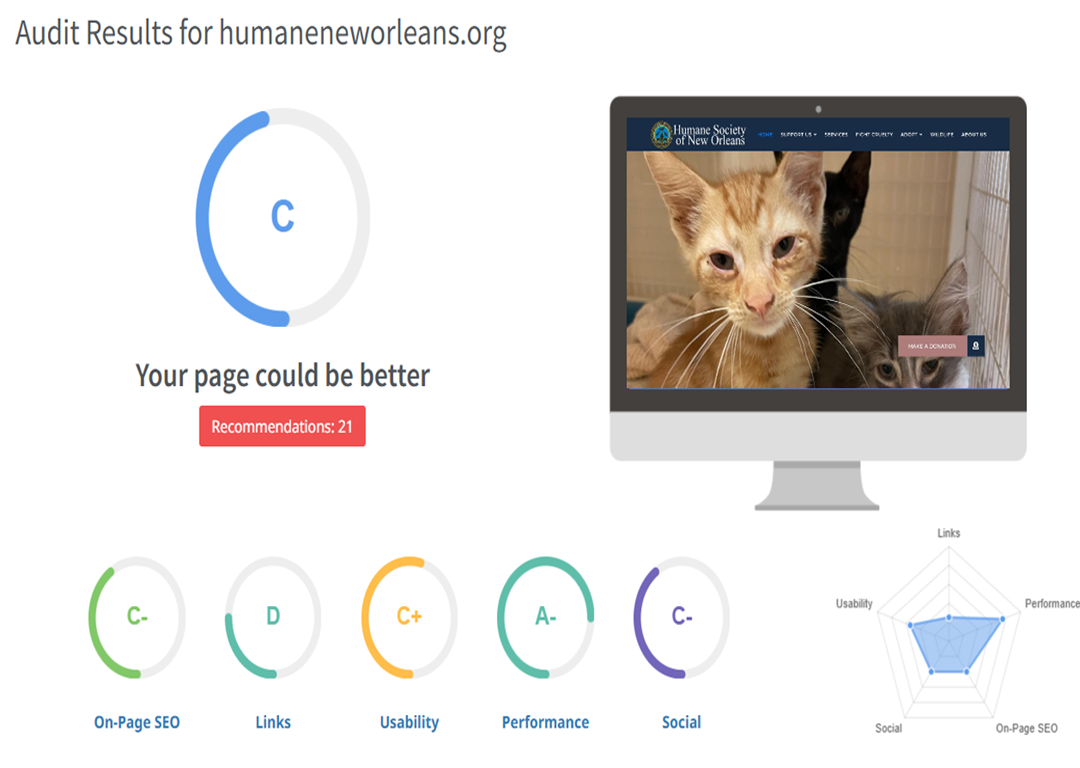 Audit Results for humaneneworleans.org
Humane Society
of New Orleans
HOME SUPPORT US SERVICES FIGHT CRUELTY ADOPT WILDLIFE ABOUT US
C
MAKE A DONATION
Your page could be better
Recommendations: 21
Links
Usability
Performance
Social
On-Page SEO
C-
D
C+
A-
C-
On-Page SEO
Links
Usability
Performance
Social